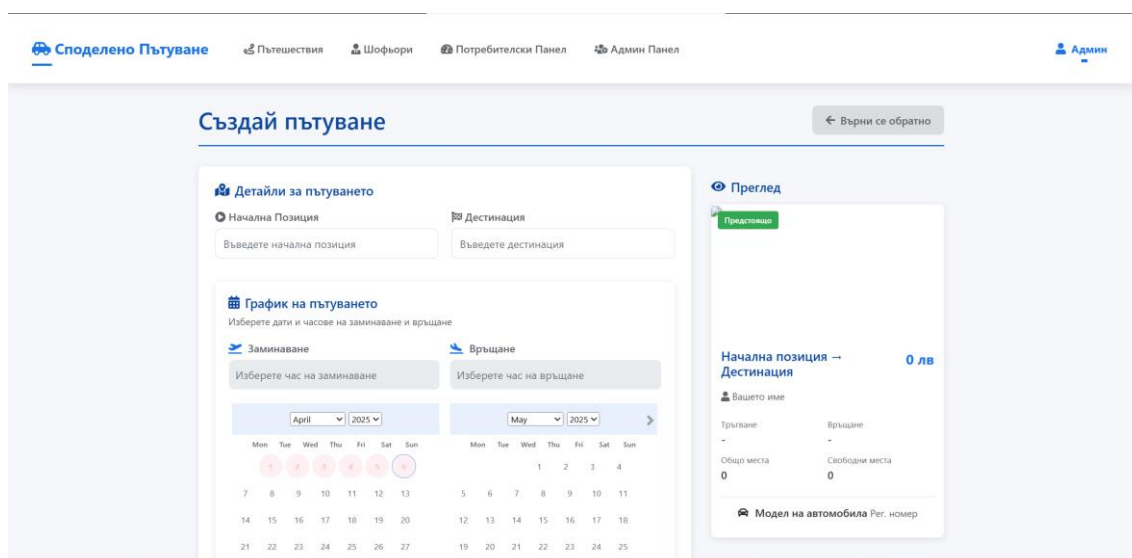 Споделено Пътуване
Пътешествия
Шофьори
Потребителски Панел
Админ Панел
Админ
Създай пътуване
Върни се обратно
Детайли за пътуването
Начална Позиция
Дестинация
Въведете начална позиция
Въведете дестинация
График на пътуването
Изберете дати и часове на заминаване и връщане
Заминаване
Връщане
Изберете час на заминаване
Изберете час на връщане
April 2025
Mon Tue Wed Thu Fri Sat Sun
1 2 3 4 5 6
7 8 9 10 11 12 13
14 15 16 17 18 19 20
21 22 23 24 25 26 27
May 2025
Mon Tue Wed Thu Fri Sat Sun
1 2 3 4
5 6 7 8 9 10 11
12 13 14 15 16 17 18
19 20 21 22 23 24 25
Преглед
Предстоящо
Начална позиция →
Дестинация
0 лв
Вашето име
Тръгване
Връщане
-
-
Общо места
Свободни места
0
0
Модел на автомобила Рег. номер